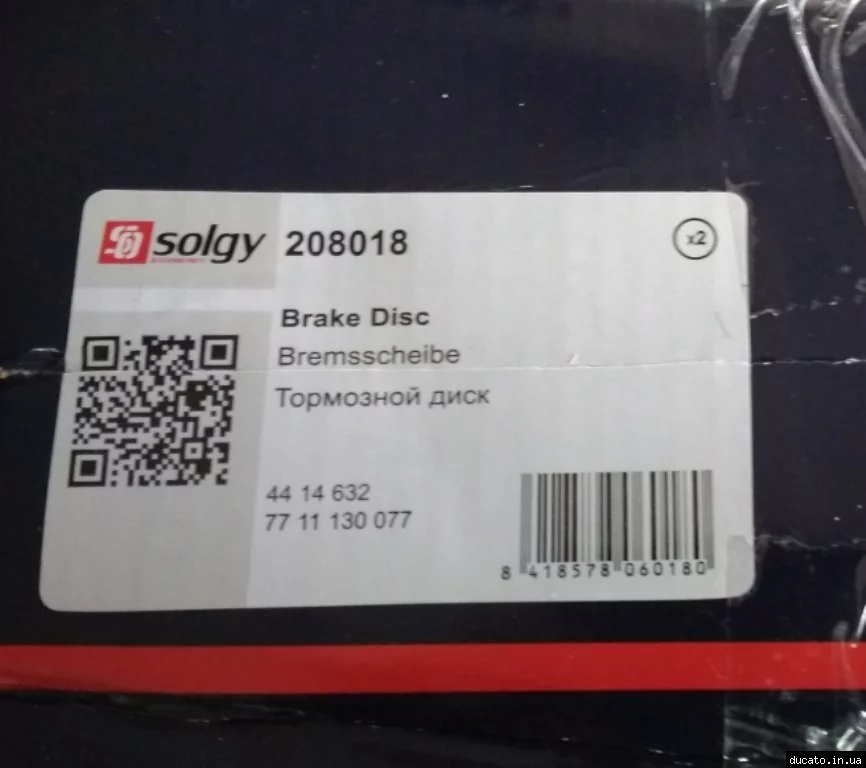 solgy 208018
x2
Brake Disc
Bremsscheibe
Тормозной диск
44 14 632
77 11 130 077
8 418578 060180
ducato.in.ua